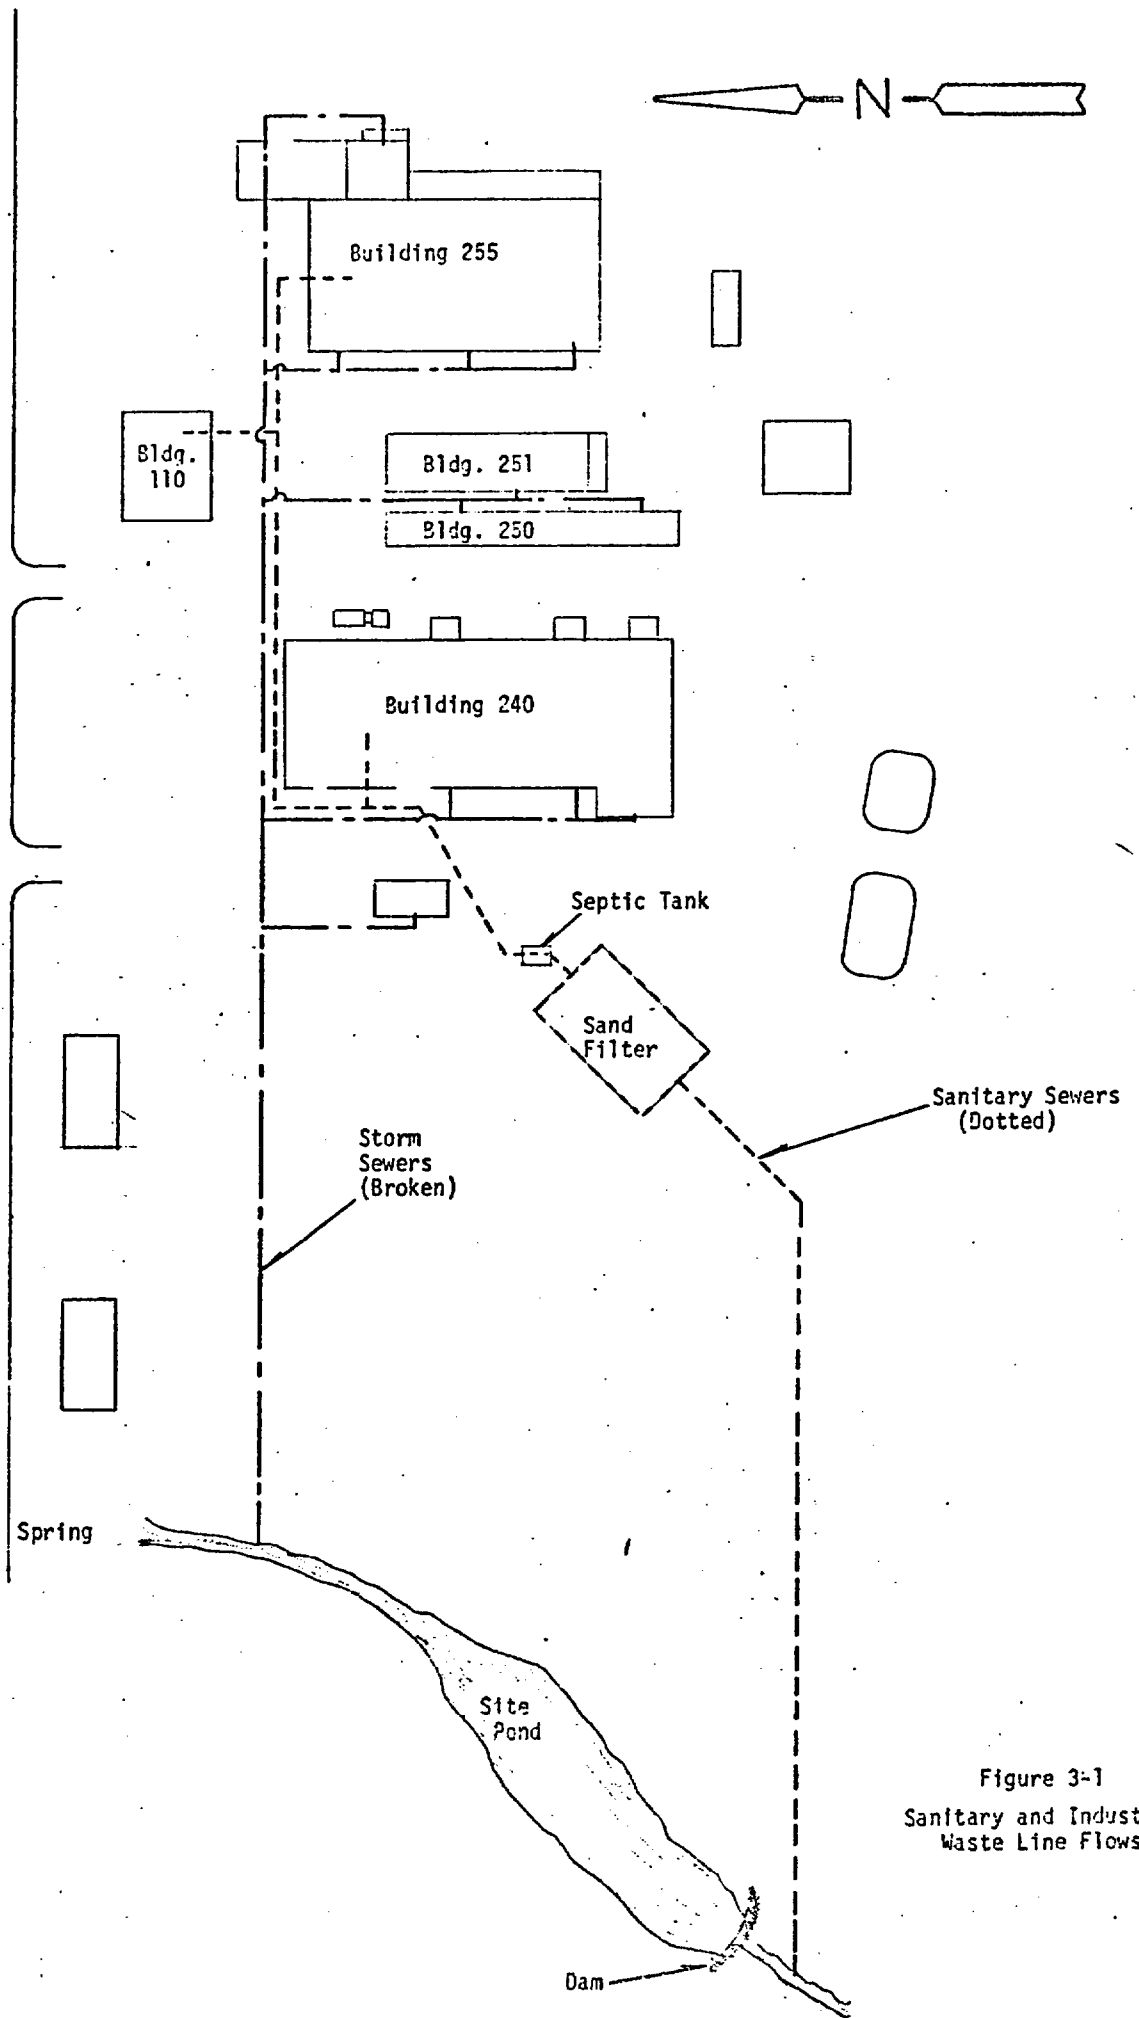 N
Building 255
Bldg.
110
Bldg. 251
Bldg. 250
Building 240
Septic Tank
Sand
Filter
Sanitary Sewers
(Dotted)
Storm
Sewers
(Broken)
Spring
Site
Pond
Dam
Figure 3-1
Sanitary and Indust
Waste Line Flows